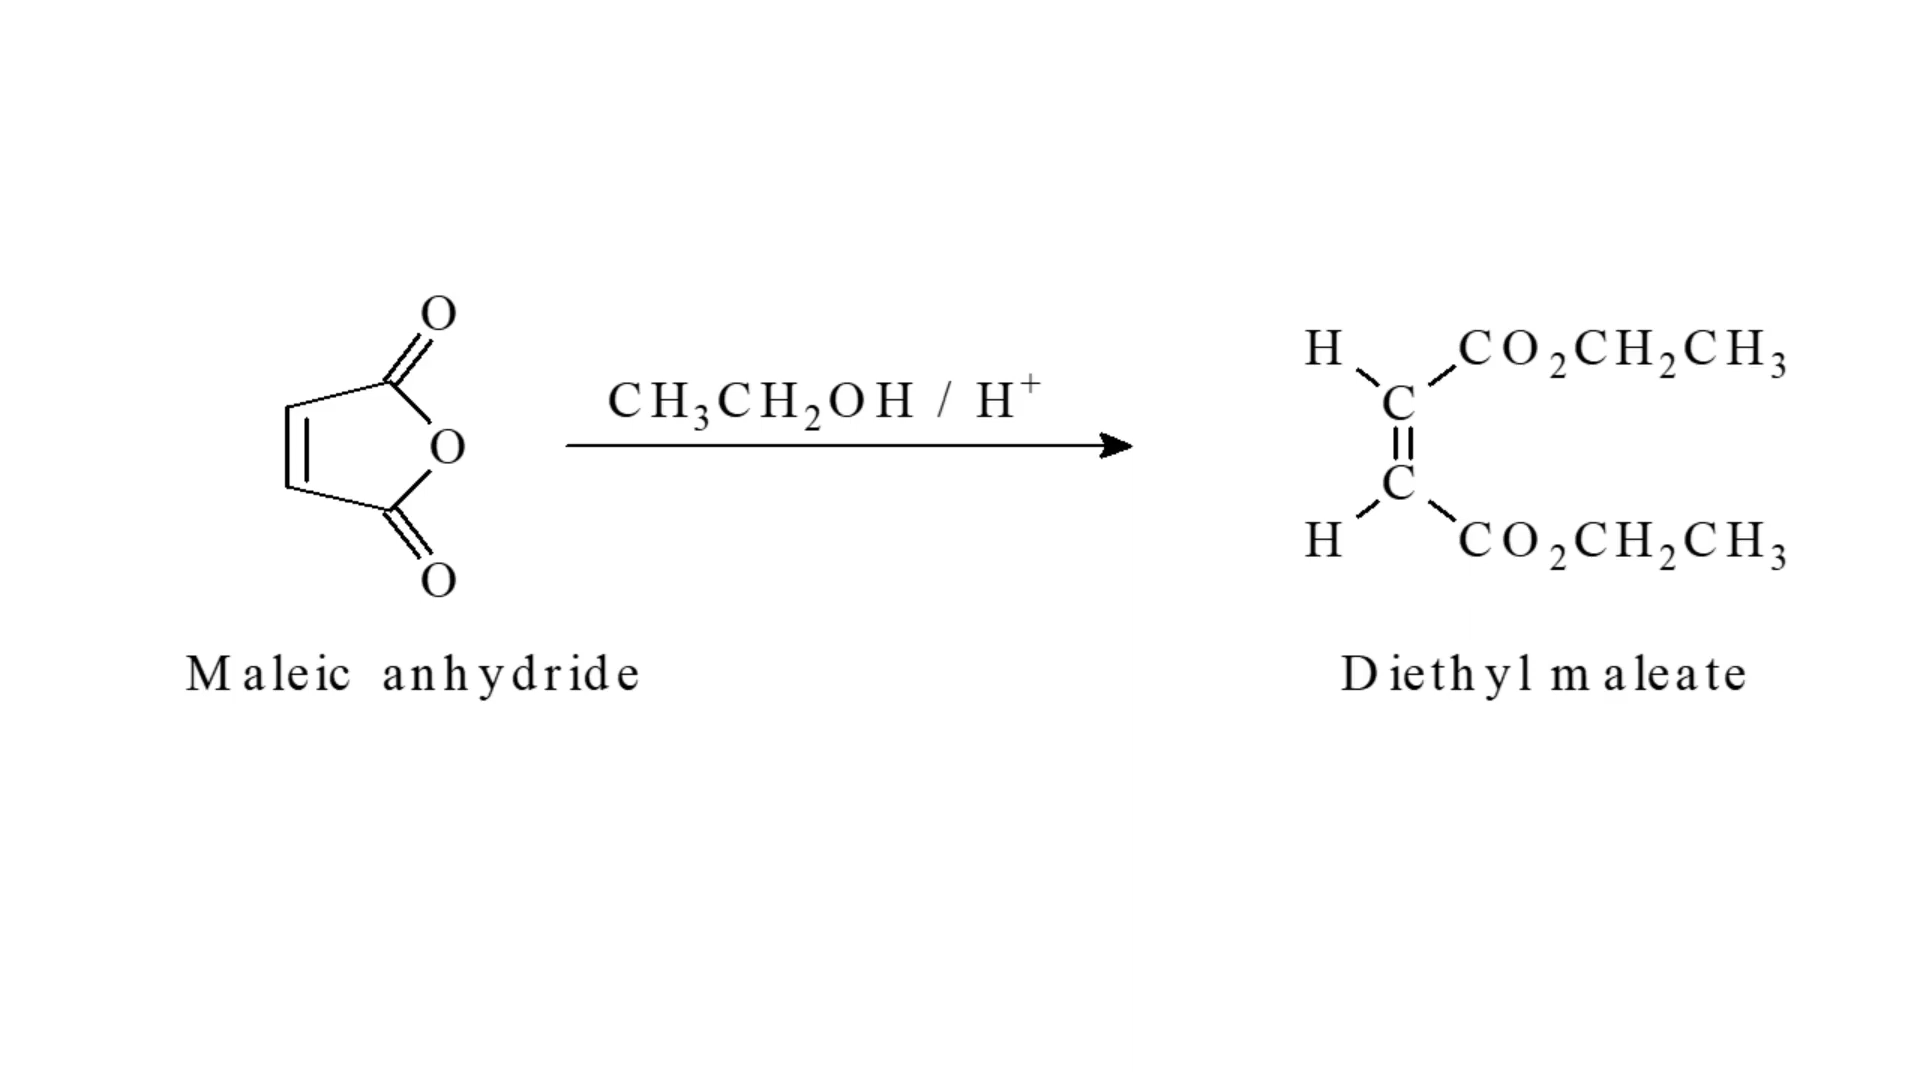 O
O
O
CH₃CH₂OH / H⁺
H
CO₂CH₂CH₃
C
C
H
CO₂CH₂CH₃
Maleic anhydride
Diethyl maleate